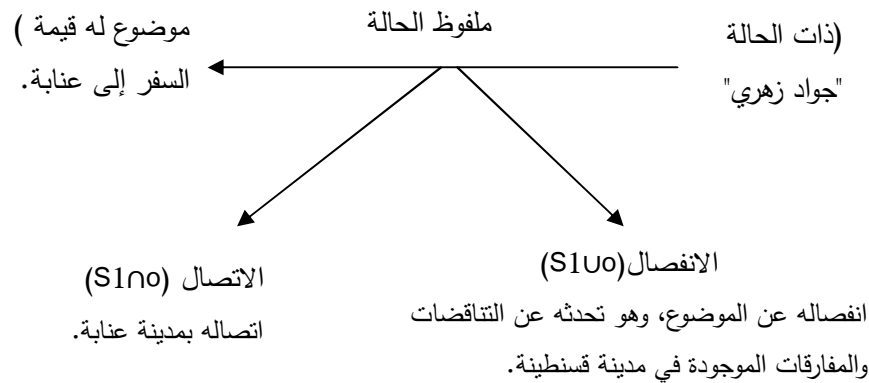 (ذات الحالة
"جواد زهري"
ملفوظ الحالة
موضوع له قيمة )
السفر إلى عنابة.
الانفصال(S1∪o)
انفصاله عن الموضوع، وهو تحدثه عن التناقضات
والمفارقات الموجودة في مدينة قسنطينة.
الاتصال (S1∩o)
اتصاله بمدينة عنابة.